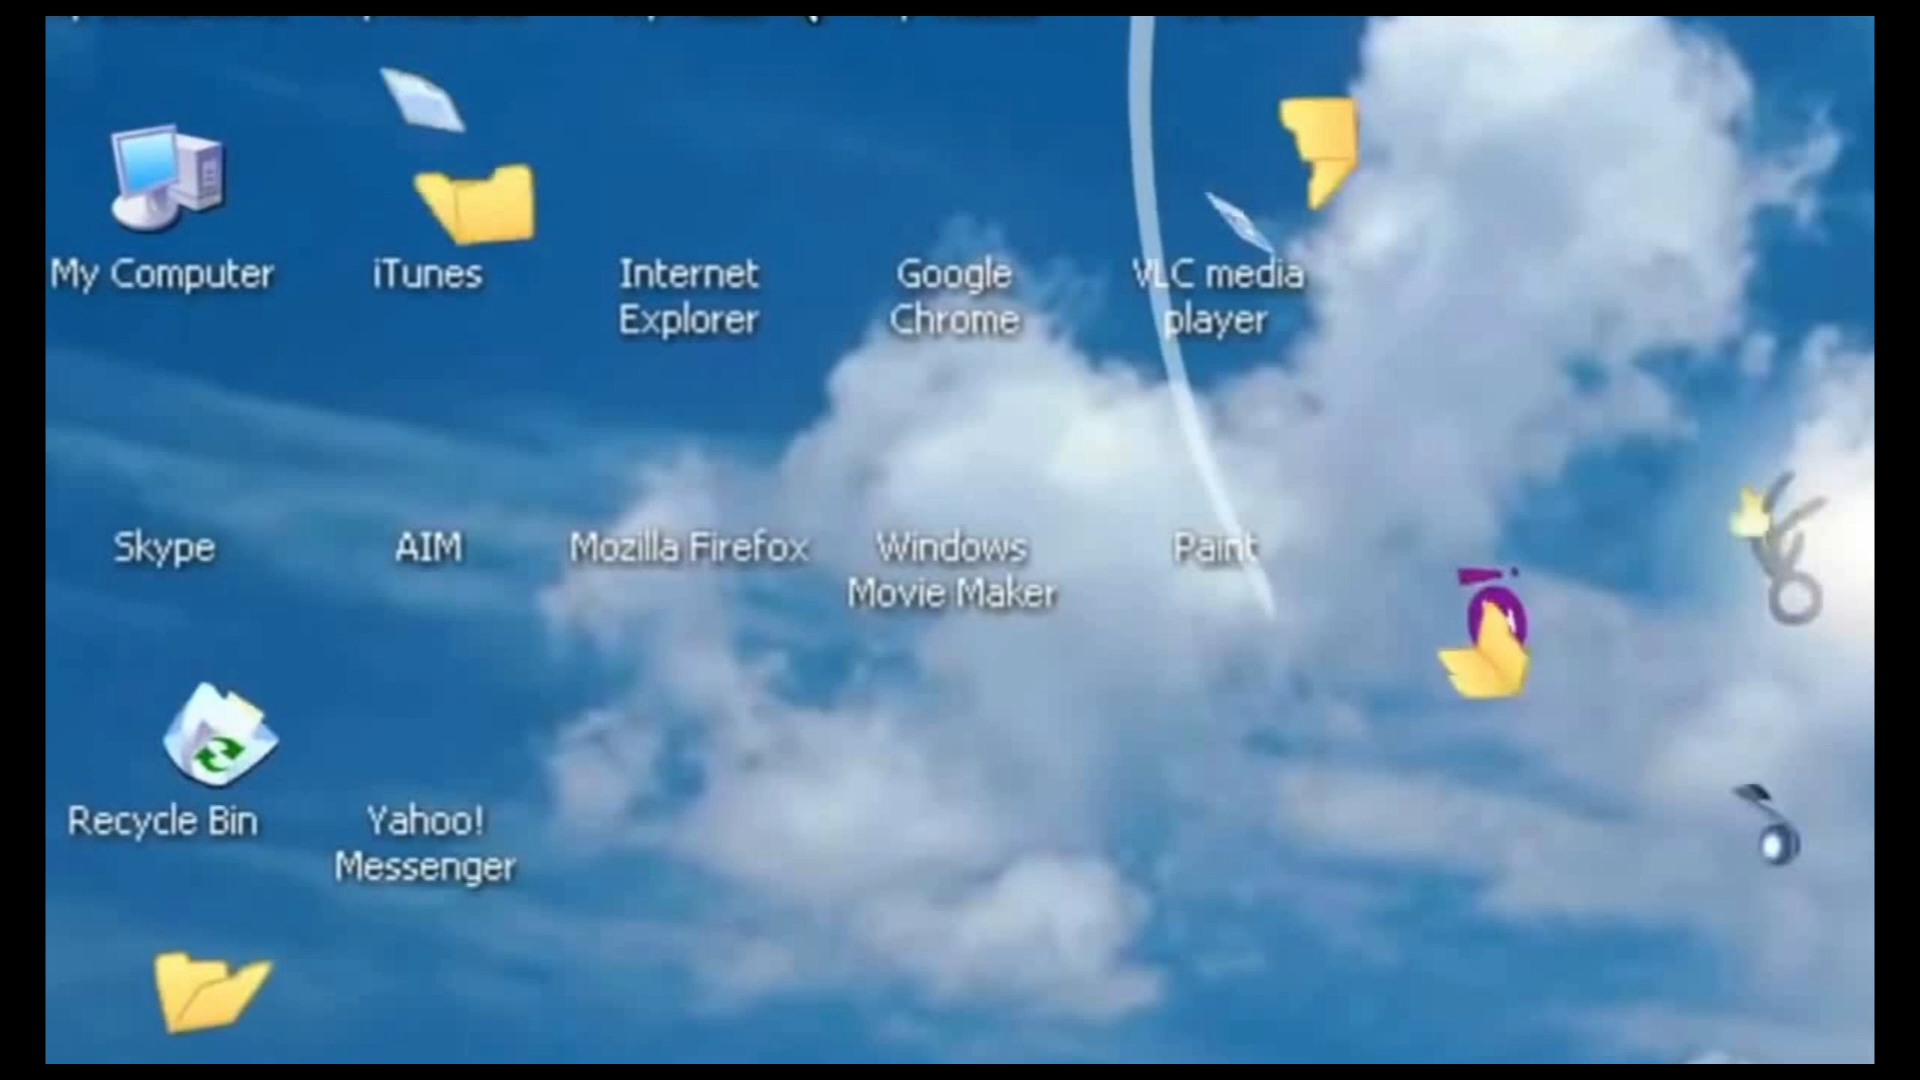 My Computer
iTunes
Internet
Explorer
Google
Chrome
VLC media
player
Skype
AIM
Mozilla Firefox
Windows
Movie Maker
Paint
Recycle Bin
Yahoo!
Messenger